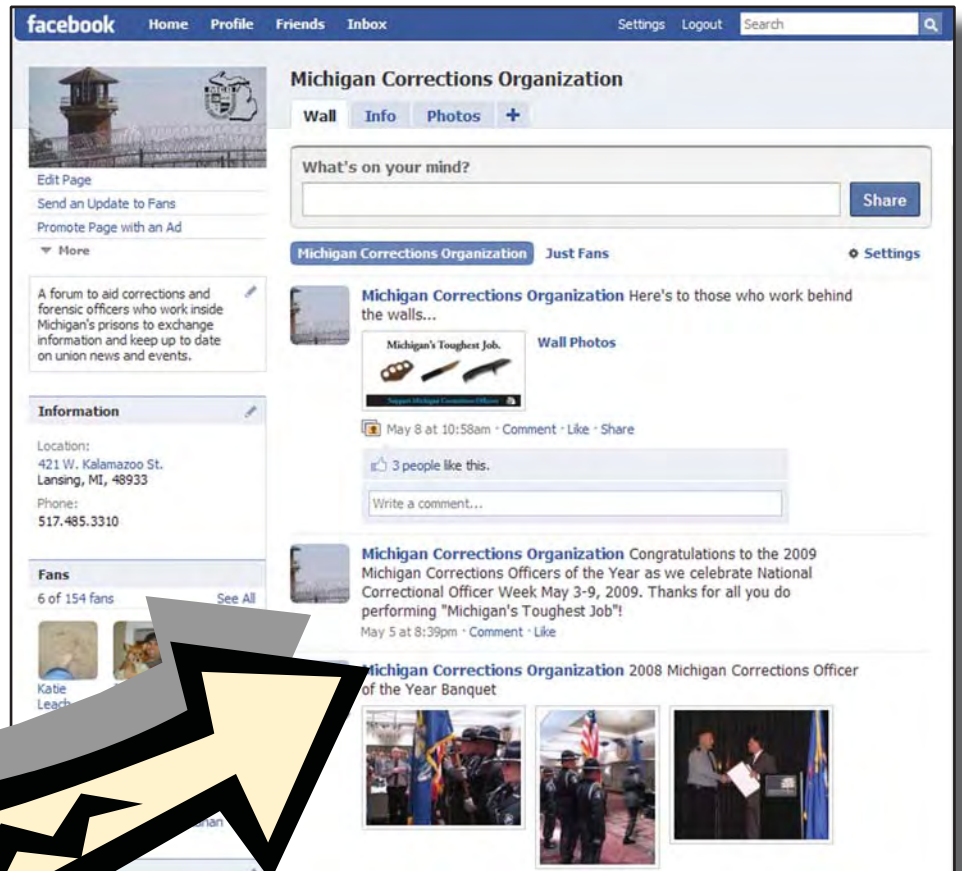 facebook Home Profile Friends Inbox Settings Logout Search
Michigan Corrections Organization
Wall Info Photos +
What's on your mind?
Share
Edit Page
Send an Update to Fans
Promote Page with an Ad
More
Michigan Corrections Organization Just Fans Settings
A forum to aid corrections and
forensic officers who work inside
Michigan's prisons to exchange
information and keep up to date
on union news and events.
Information
Location:
421 W. Kalamazoo St.
Lansing, MI, 48933
Phone:
517.485.3310
Fans
6 of 154 fans See All
Katie
Leach
Michigan Corrections Organization Here's to those who work behind
the walls...
Michigan's Toughest Job.
Support Michigan Corrections Officers
Wall Photos
May 8 at 10:58am · Comment · Like · Share
3 people like this.
Write a comment...
Michigan Corrections Organization Congratulations to the 2009
Michigan Corrections Officers of the Year as we celebrate National
Correctional Officer Week May 3-9, 2009. Thanks for all you do
performing "Michigan's Toughest Job"!
May 5 at 8:39pm · Comment · Like
Michigan Corrections Organization 2008 Michigan Corrections Officer
of the Year Banquet